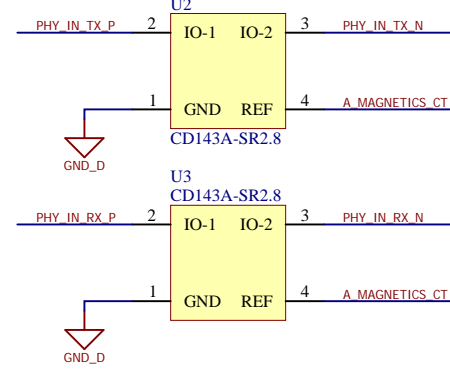 U2
PHY_IN_TX_P 2 IO-1 IO-2 3 PHY_IN_TX_N
1 GND REF 4 A_MAGNETICS_CT
GND_D
CD143A-SR2.8
U3
CD143A-SR2.8
PHY_IN_RX_P 2 IO-1 IO-2 3 PHY_IN_RX_N
1 GND REF 4 A_MAGNETICS_CT
GND_D